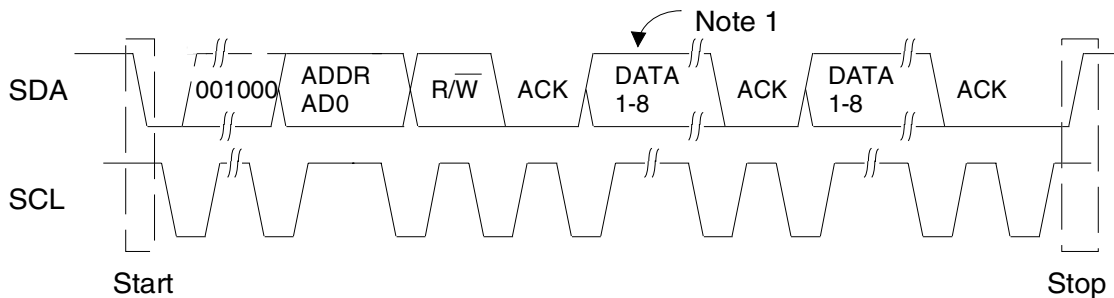 Note 1
SDA
001000
ADDR
AD0
R/W̅
ACK
DATA
1-8
ACK
DATA
1-8
ACK
SCL
Start
Stop